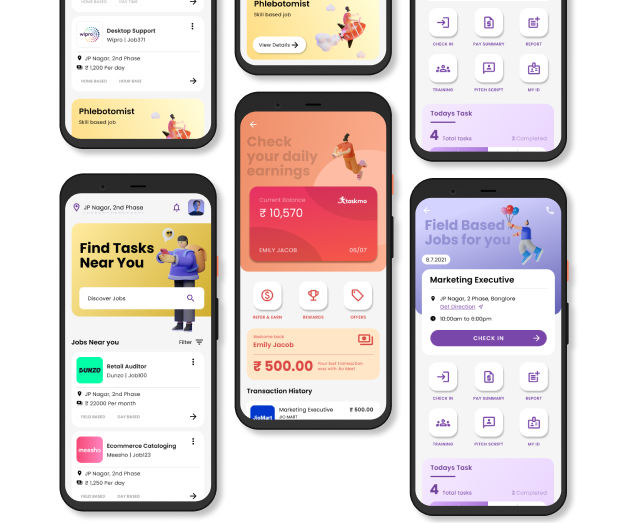 HOME BASED DAY TIME
wipro
Desktop Support
Wipro | Job371
JP Nagar, 2nd Phase
₹ 1,200 Per day
HOME BASED HOUR BASE
Phlebotomist
Skill based job
JP Nagar, 2nd Phase
Find Tasks
Near You
Discover Jobs
Jobs Near you
Filter
DUNZO
Retail Auditor
Dunzo | Job100
JP Nagar, 2nd Phase
₹ 22000 Per month
FIELD BASED DAY BASED
meesho
Ecommerce Cataloging
Meesho | Job123
JP Nagar, 2nd Phase
₹ 1,250 Per day
FIELD BASED DAY BASED
Phlebotomist
Skill based job
View Details
Check
your daily
earnings
Current Balance
taskmo
₹ 10,570
EMILY JACOB
06/07
REFER & EARN
REWARDS
OFFERS
Welcome back
Emily Jocob
₹ 500.00
Your last transaction
was with Jio Mart
Transaction History
JioMart
Marketing Executive
₹ 500.00
JIO MART
CHECK IN
PAY SUMMARY
REPORT
TRAINING
PITCH SCRIPT
MY ID
Todays Task
4 Total tasks
2 Completed
Field Based
Jobs for you
8.7.2021
Marketing Executive
JP Nagar, 2 Phase, Banglore
Get Direction
10:00am to 6:00pm
CHECK IN
CHECK IN
PAY SUMMARY
REPORT
TRAINING
PITCH SCRIPT
MY ID
Todays Task
4 Total tasks
2 Completed